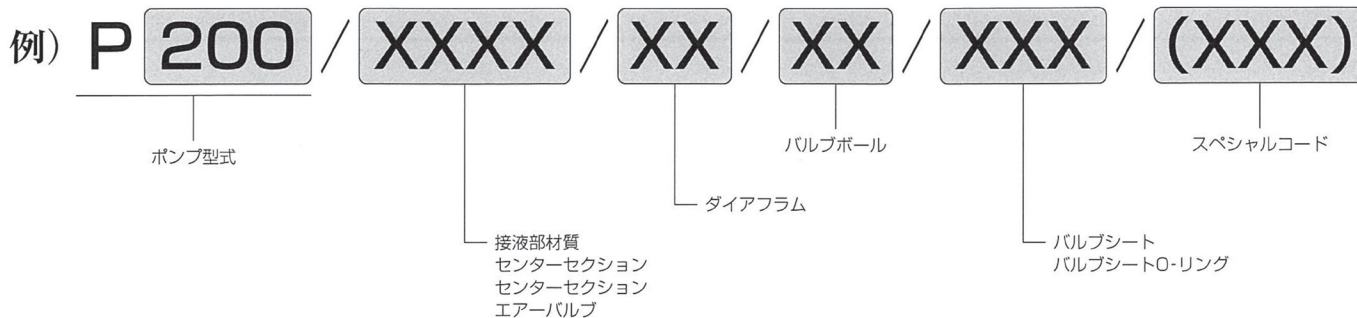 例) P 200 / XXXX / XX / XX / XXX / (XXX)
ポンプ型式
バルブボール
スペシャルコード
ダイアフラム
接液部材質
センターセクション
センターセクション
エアーバルブ
バルブシート
バルブシートO-リング